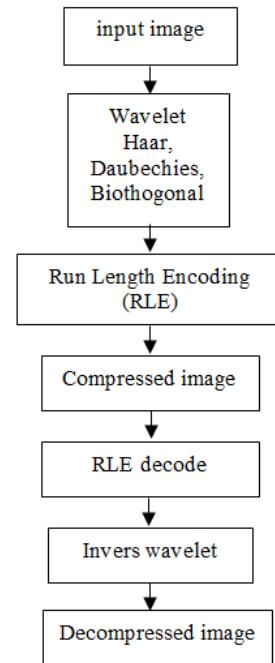 input image
Wavelet
Haar,
Daubechies,
Biothogonal
Run Length Encoding
(RLE)
Compressed image
RLE decode
Invers wavelet
Decompressed image